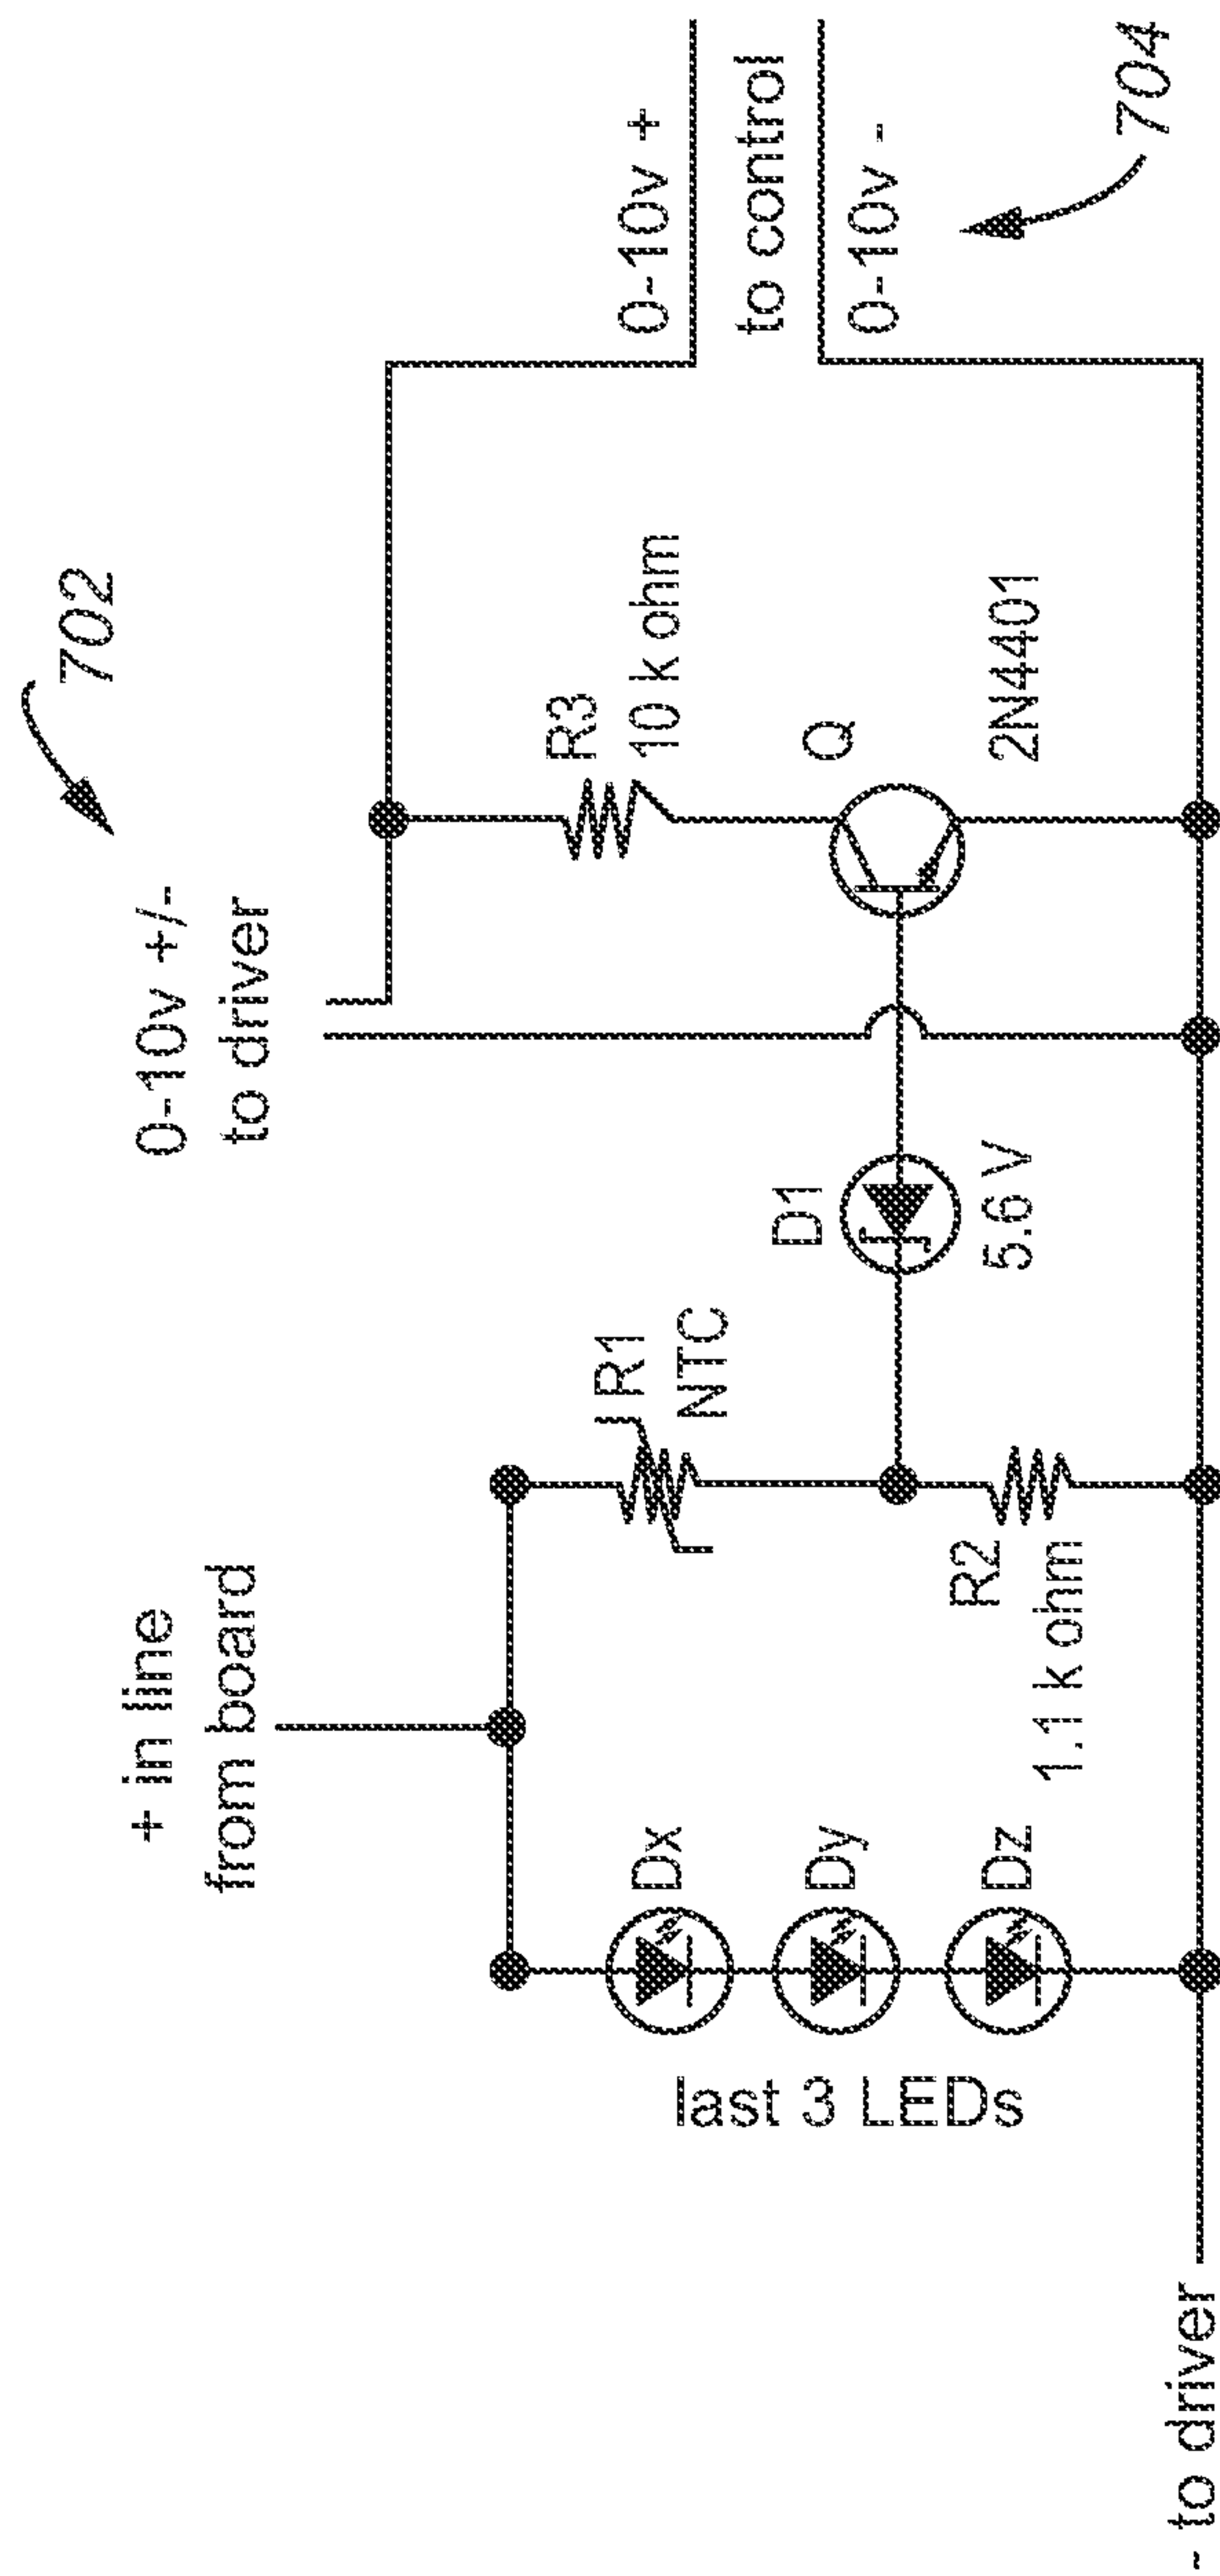 702
0-10v +/-
to driver
+ in line
from board
0-10v +
to control
0-10v -
704
R3
10 k ohm
Q
2N4401
D1
5.6 V
R1
NTC
R2
1.1 k ohm
Dx
Dy
Dz
last 3 LEDs
- to driver